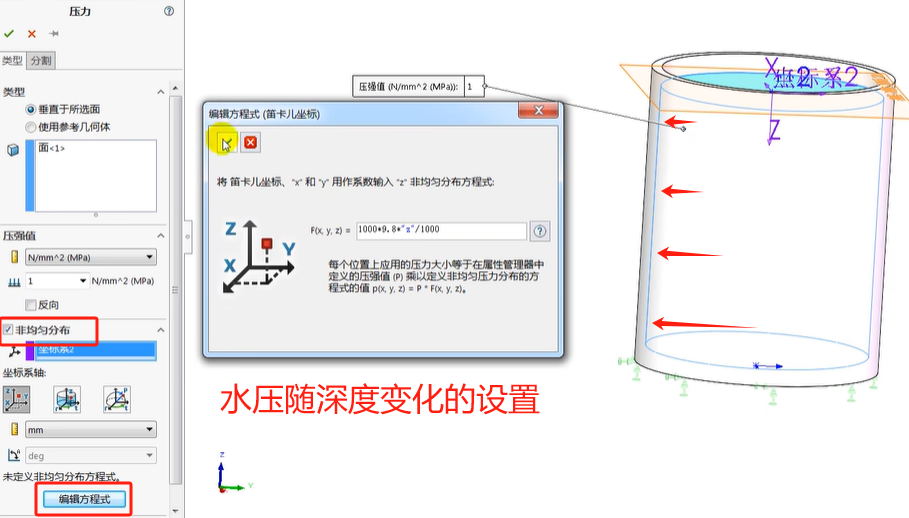 压力
类型
分割
类型
垂直于所选面
使用参考几何体
面<1>
压强值
N/mm^2 (MPa)
1
N/mm^2 (MPa)
反向
非均匀分布
坐标系2
坐标系轴:
mm
deg
未定义非均匀分布方程式。
编辑方程式
压强值 (N/mm^2 (MPa)):
1
编辑方程式 (笛卡儿坐标)
将 笛卡儿坐标、"x" 和 "y" 用作系数输入 "z" 非均匀分布方程式:
Z
Y
X
F(x, y, z) =
1000*9.8*"z"/1000
每个位置上应用的压力大小等于在属性管理器中
定义的压强值 (P) 乘以定义非均匀压力分布的方
程式的值 p(x, y, z) = P * F(x, y, z)。
水压随深度变化的设置
X
坐标系2
Z
Z
Y